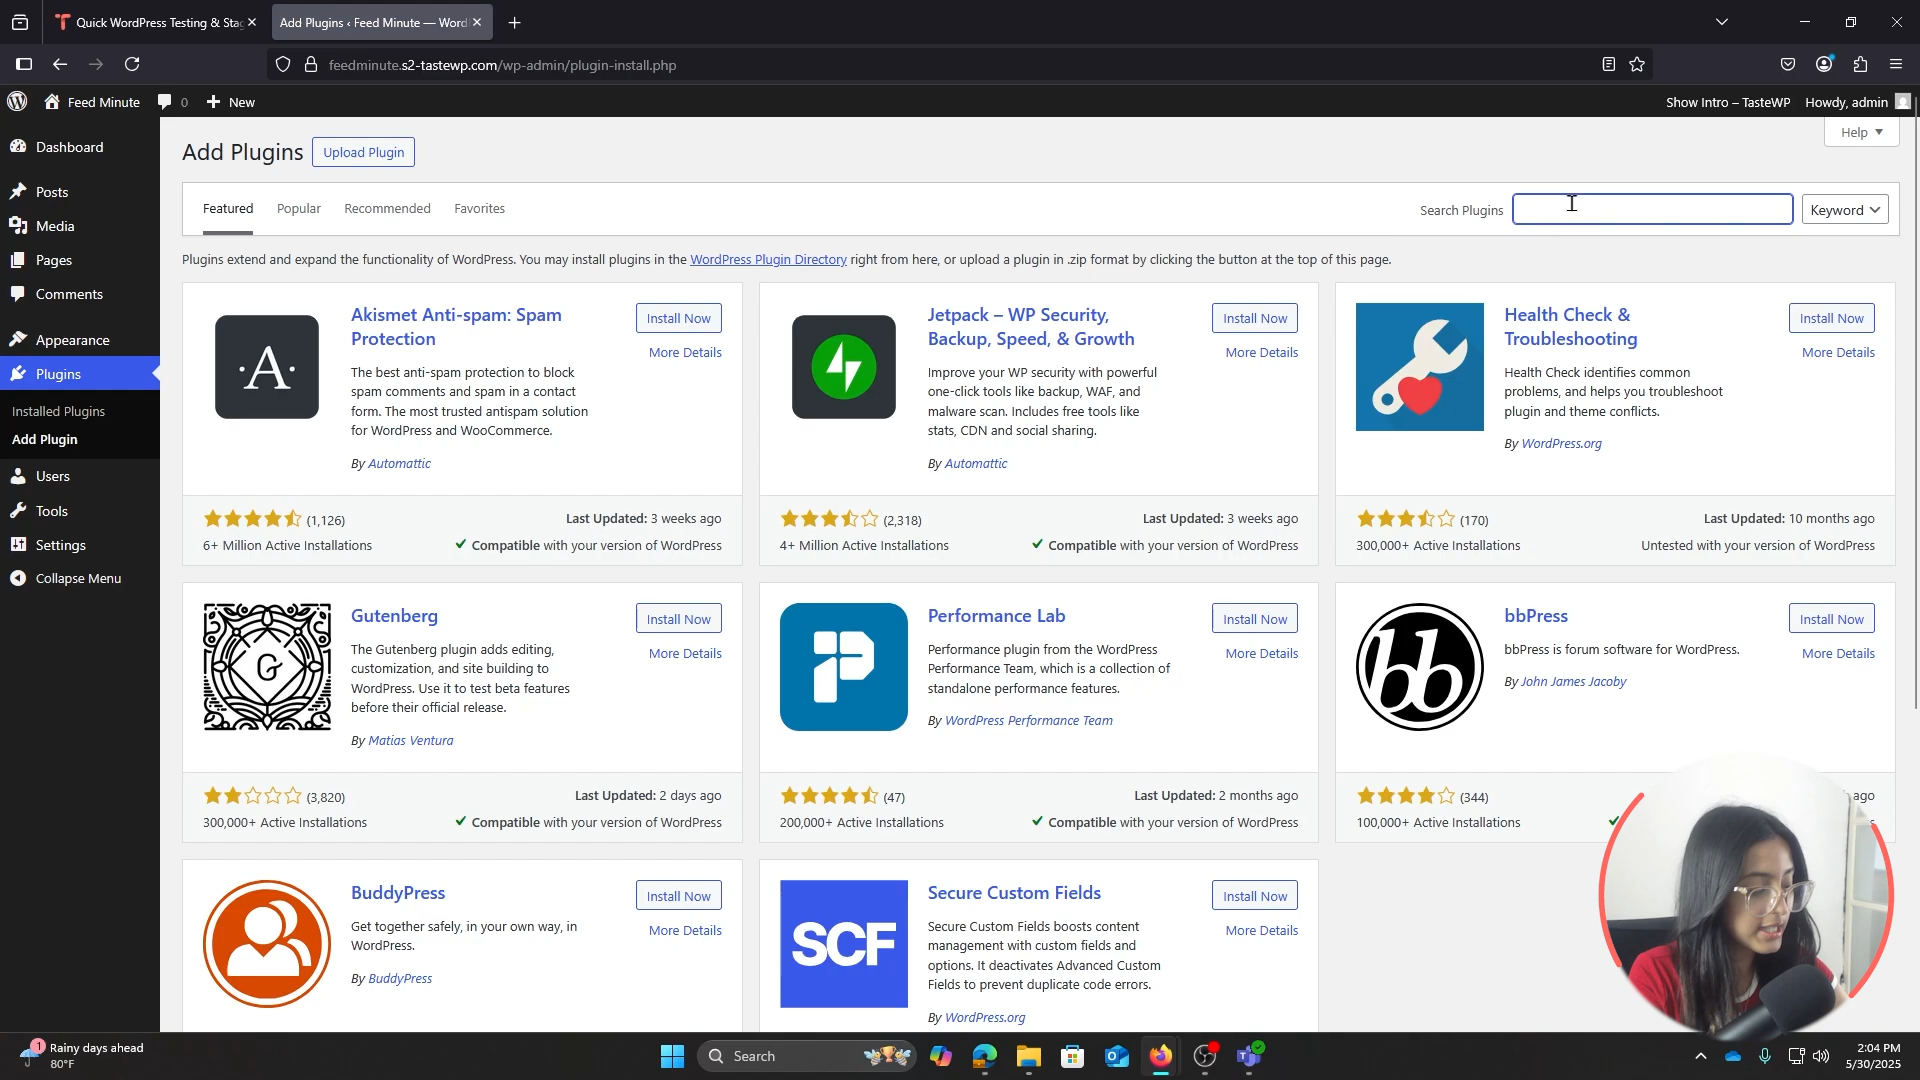 Quick WordPress Testing & Sta
Add Plugins ‹ Feed Minute — Word
feedminute.s2-tastewp.com/wp-admin/plugin-install.php
Feed Minute
0
New
Show Intro – TasteWP
Howdy, admin
Dashboard
Posts
Media
Pages
Comments
Appearance
Plugins
Installed Plugins
Add Plugin
Users
Tools
Settings
Collapse Menu
Help
Add Plugins
Upload Plugin
Featured
Popular
Recommended
Favorites
Search Plugins
Keyword
Plugins extend and expand the functionality of WordPress. You may install plugins in the WordPress Plugin Directory right from here, or upload a plugin in .zip format by clicking the button at the top of this page.
A
Akismet Anti-spam: Spam
Protection
Install Now
More Details
The best anti-spam protection to block
spam comments and spam in a contact
form. The most trusted antispam solution
for WordPress and WooCommerce.
By Automattic
(1,126)
Last Updated: 3 weeks ago
6+ Million Active Installations
Compatible with your version of WordPress
Jetpack – WP Security,
Backup, Speed, & Growth
Install Now
More Details
Improve your WP security with powerful
one-click tools like backup, WAF, and
malware scan. Includes free tools like
stats, CDN and social sharing.
By Automattic
(2,318)
Last Updated: 3 weeks ago
4+ Million Active Installations
Compatible with your version of WordPress
Health Check &
Troubleshooting
Install Now
More Details
Health Check identifies common
problems, and helps you troubleshoot
plugin and theme conflicts.
By WordPress.org
(170)
Last Updated: 10 months ago
300,000+ Active Installations
Untested with your version of WordPress
G
Gutenberg
Install Now
More Details
The Gutenberg plugin adds editing,
customization, and site building to
WordPress. Use it to test beta features
before their official release.
By Matias Ventura
(3,820)
Last Updated: 2 days ago
300,000+ Active Installations
Compatible with your version of WordPress
Performance Lab
Install Now
More Details
Performance plugin from the WordPress
Performance Team, which is a collection of
standalone performance features.
By WordPress Performance Team
(47)
Last Updated: 2 months ago
200,000+ Active Installations
Compatible with your version of WordPress
bb
bbPress
Install Now
More Details
bbPress is forum software for WordPress.
By John James Jacoby
(344)
ago
100,000+ Active Installations
BuddyPress
Install Now
More Details
Get together safely, in your own way, in
WordPress.
By BuddyPress
SCF
Secure Custom Fields
Install Now
More Details
Secure Custom Fields boosts content
management with custom fields and
options. It deactivates Advanced Custom
Fields to prevent duplicate code errors.
By WordPress.org
1
Rainy days ahead
80°F
Search
2:04 PM
5/30/2025